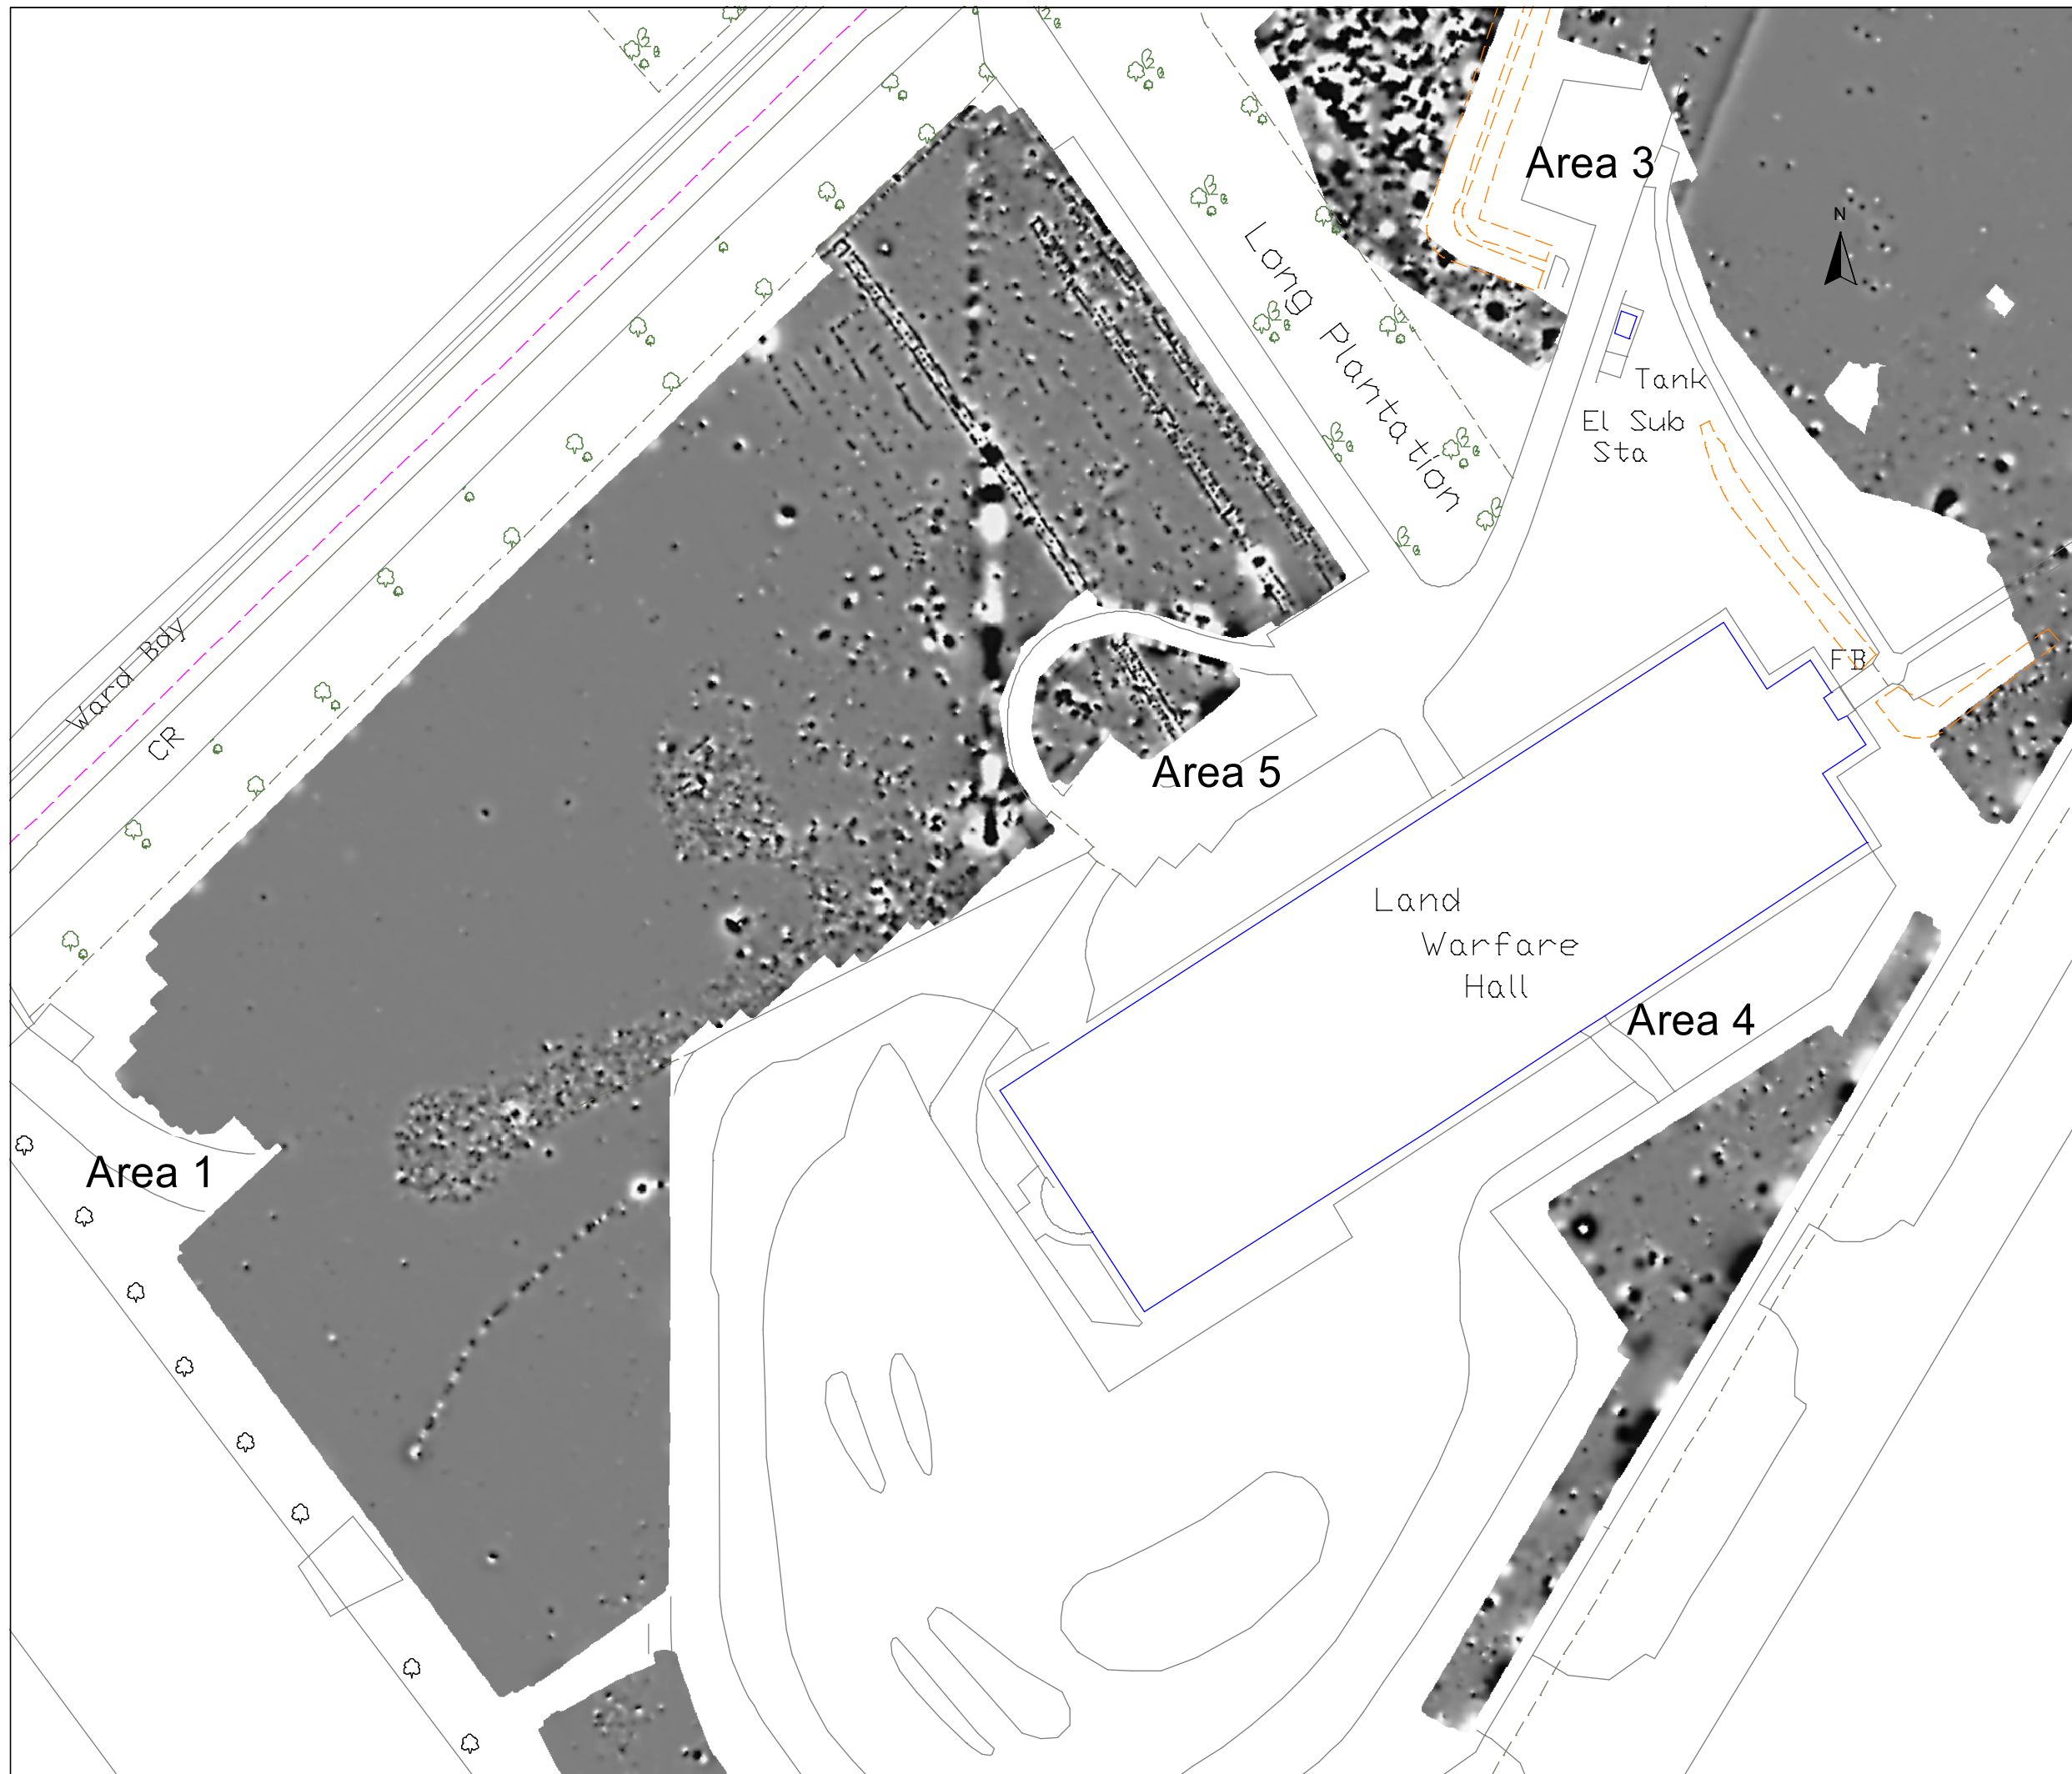 Area 3
N
Long Plantation
Tank
El Sub
Sta
Ward Bdy
CR
FB
Area 5
Land
Warfare
Hall
Area 4
Area 1